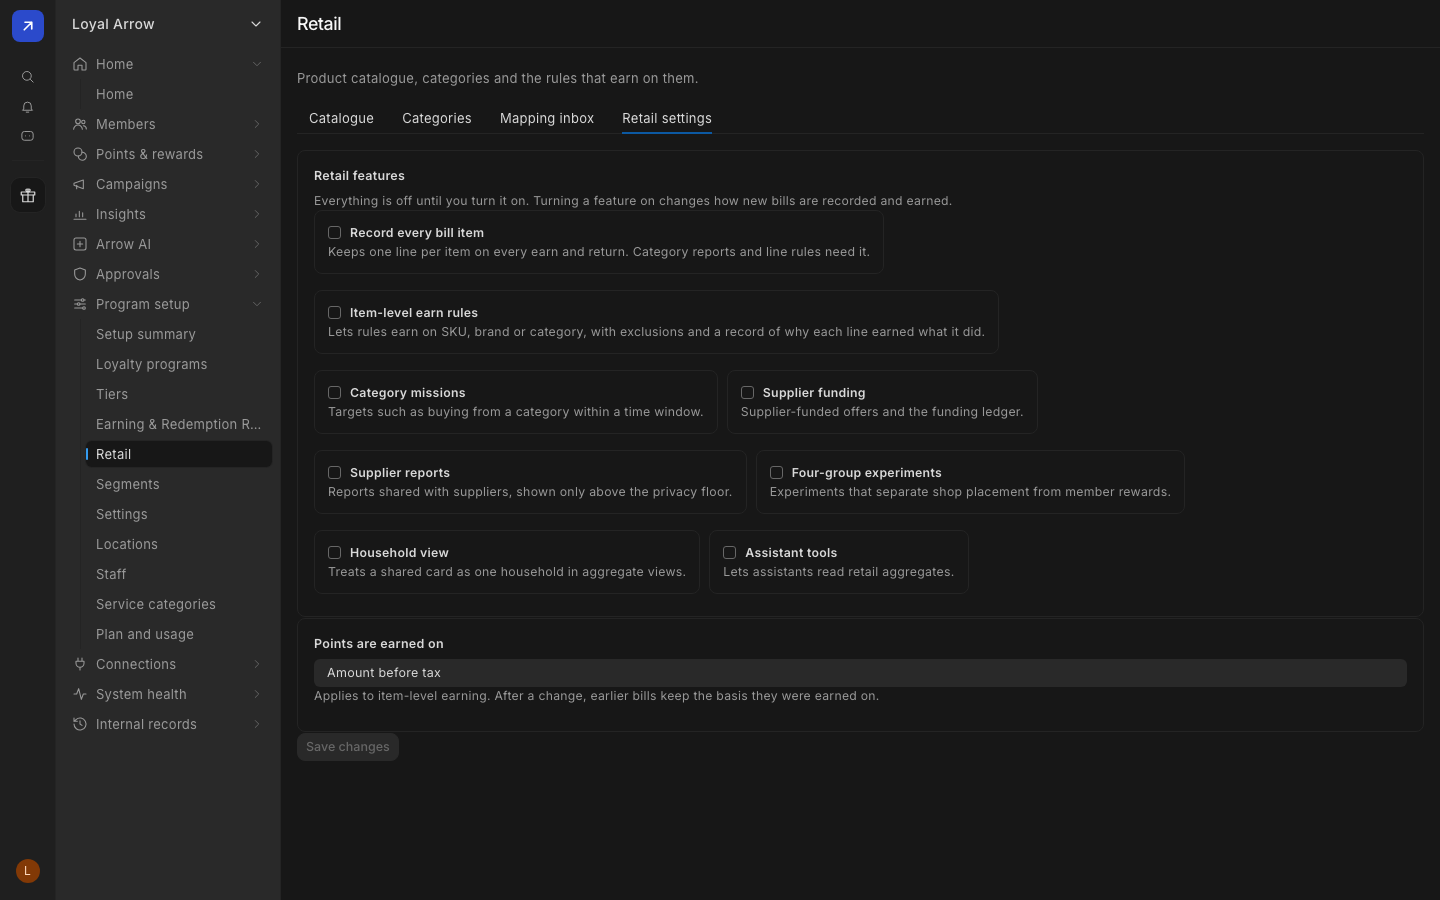 Loyal Arrow
Home
Home
Members
Points & rewards
Campaigns
Insights
Arrow AI
Approvals
Program setup
Setup summary
Loyalty programs
Tiers
Earning & Redemption R...
Retail
Segments
Settings
Locations
Staff
Service categories
Plan and usage
Connections
System health
Internal records
L
Retail
Product catalogue, categories and the rules that earn on them.
Catalogue Categories Mapping inbox Retail settings
Retail features
Everything is off until you turn it on. Turning a feature on changes how new bills are recorded and earned.
Record every bill item
Keeps one line per item on every earn and return. Category reports and line rules need it.
Item-level earn rules
Lets rules earn on SKU, brand or category, with exclusions and a record of why each line earned what it did.
Category missions
Targets such as buying from a category within a time window.
Supplier funding
Supplier-funded offers and the funding ledger.
Supplier reports
Reports shared with suppliers, shown only above the privacy floor.
Four-group experiments
Experiments that separate shop placement from member rewards.
Household view
Treats a shared card as one household in aggregate views.
Assistant tools
Lets assistants read retail aggregates.
Points are earned on
Amount before tax
Applies to item-level earning. After a change, earlier bills keep the basis they were earned on.
Save changes